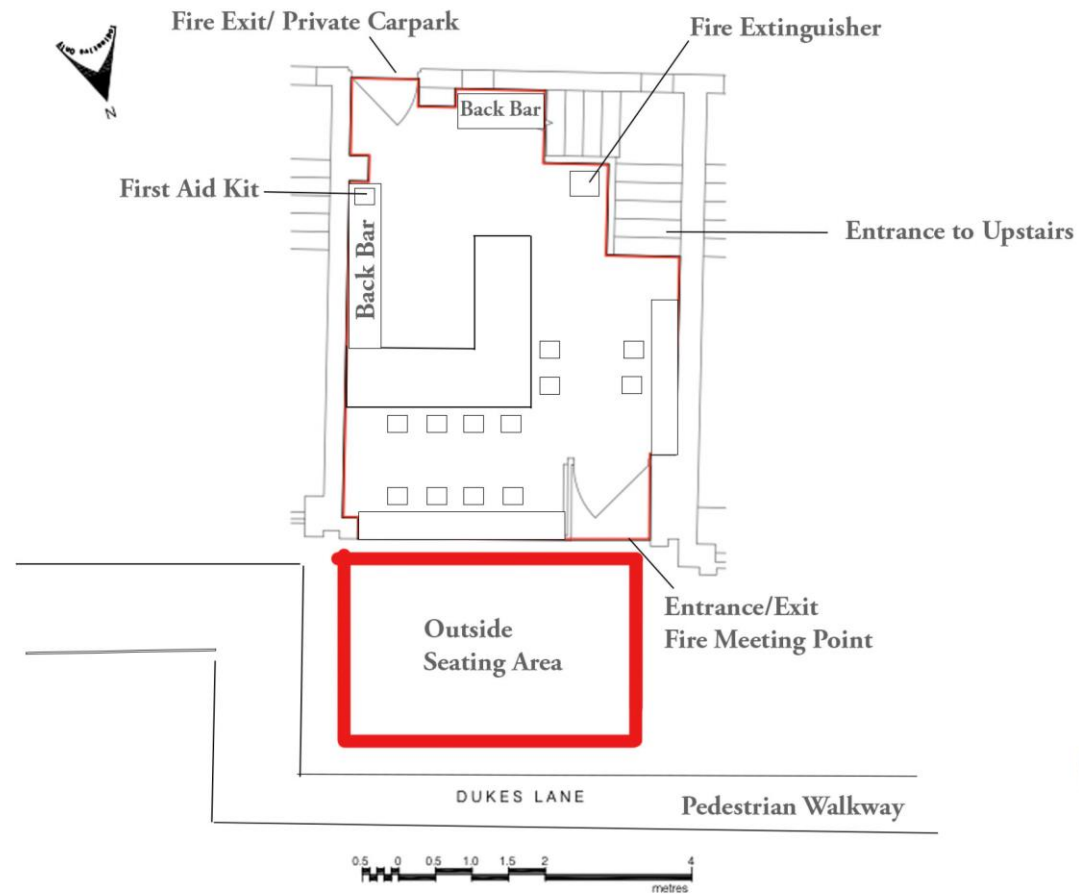 Fire Exit/ Private Carpark
Fire Extinguisher
N
Back Bar
First Aid Kit
Back Bar
Entrance to Upstairs
Entrance/Exit
Fire Meeting Point
Outside
Seating Area
DUKES LANE
Pedestrian Walkway
0.5 0 0.5 1.0 1.5 2 4
metres